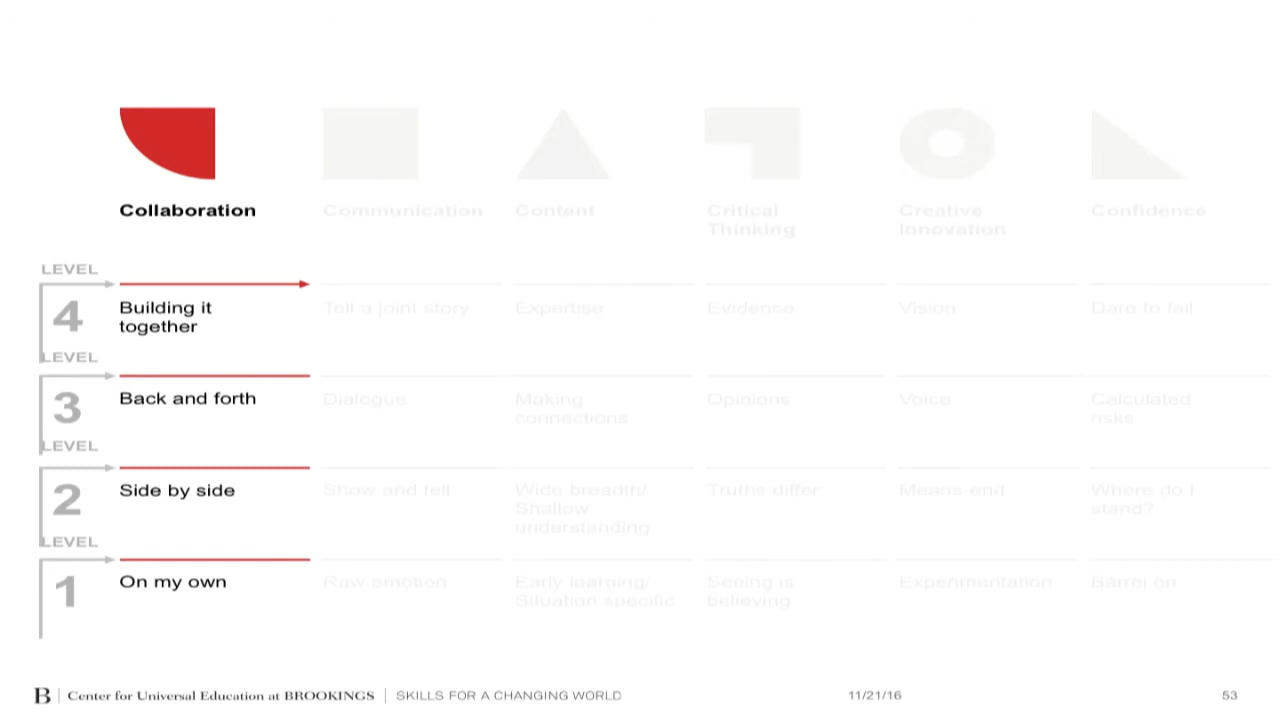 Collaboration
Communication
Content
Critical
Thinking
Creative
Innovation
Confidence
LEVEL
4
Building it
together
Tell a joint story
Expertise
Evidence
Vision
Dare to fail
LEVEL
3
Back and forth
Dialogue
Making
connections
Opinions
Voice
Calculated
risks
LEVEL
2
Side by side
Show and tell
Wide breadth/
Shallow
understanding
Truths differ
Means-end
Where do I
stand?
LEVEL
1
On my own
Raw emotion
Early learning/
Situation specific
Seeing is
believing
Experimentation
Barrel on
B | Center for Universal Education at BROOKINGS | SKILLS FOR A CHANGING WORLD
11/21/16
53